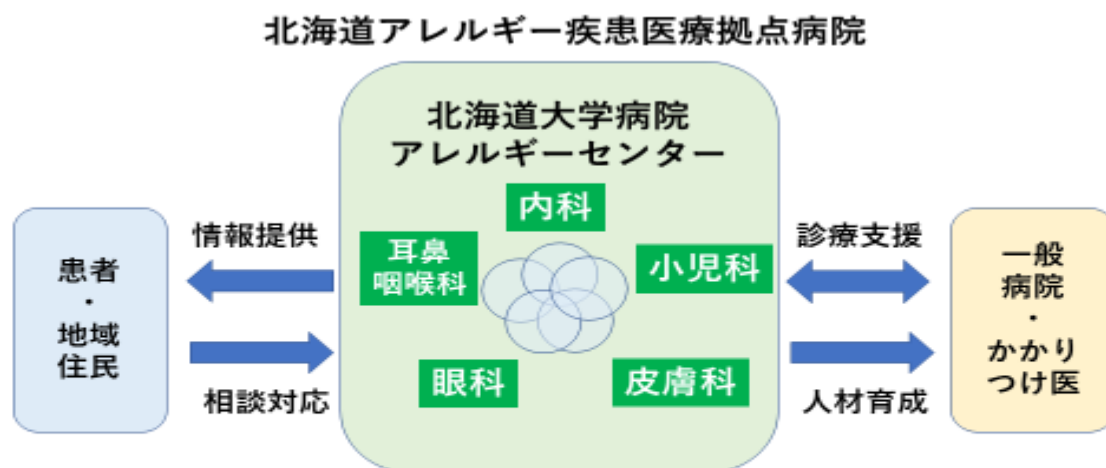 北海道アレルギー疾患医療拠点病院
北海道大学病院
アレルギーセンター
内科
耳鼻
咽喉科
小児科
眼科
皮膚科
情報提供
相談対応
患者
・
地域
住民
診療支援
人材育成
一般
病院
・
かかり
つけ医